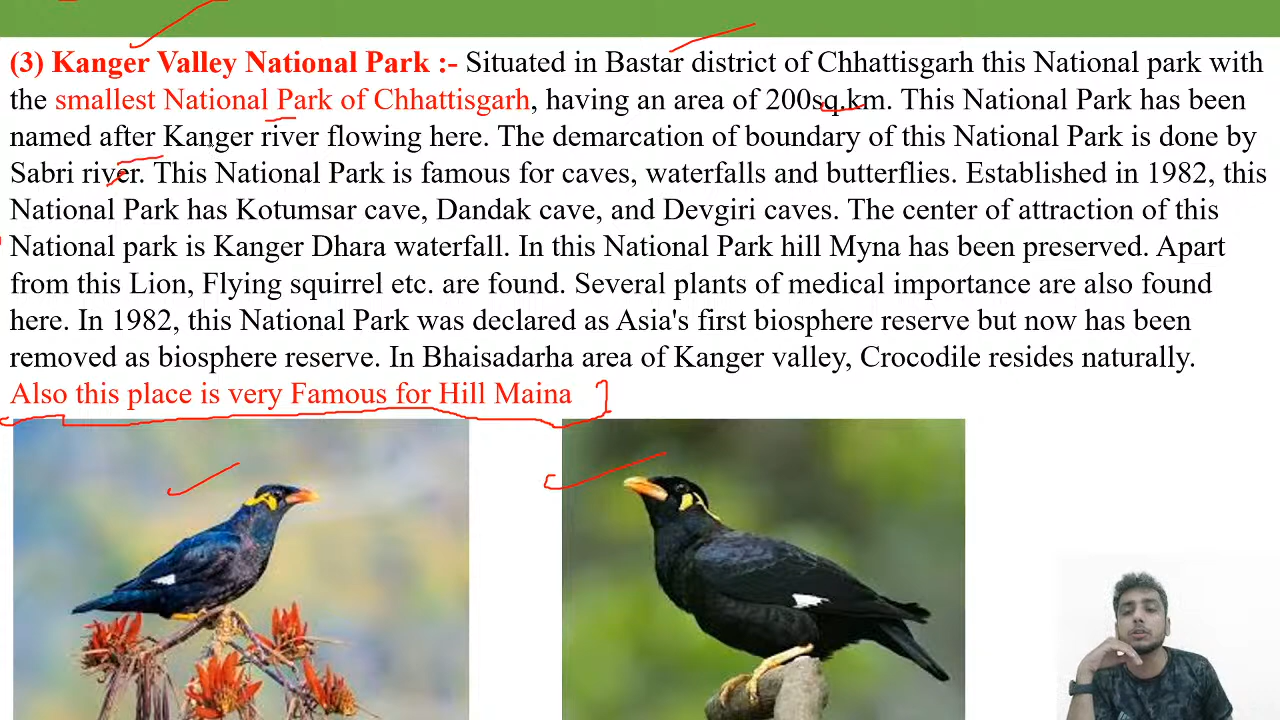 (3) Kanger Valley National Park :- Situated in Bastar district of Chhattisgarh this National park with
the smallest National Park of Chhattisgarh, having an area of 200sq.km. This National Park has been
named after Kanger river flowing here. The demarcation of boundary of this National Park is done by
Sabri river. This National Park is famous for caves, waterfalls and butterflies. Established in 1982, this
National Park has Kotumsar cave, Dandak cave, and Devgiri caves. The center of attraction of this
National park is Kanger Dhara waterfall. In this National Park hill Myna has been preserved. Apart
from this Lion, Flying squirrel etc. are found. Several plants of medical importance are also found
here. In 1982, this National Park was declared as Asia's first biosphere reserve but now has been
removed as biosphere reserve. In Bhaisadarha area of Kanger valley, Crocodile resides naturally.
Also this place is very Famous for Hill Maina